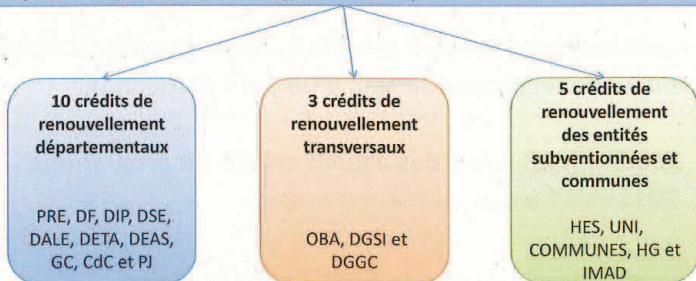 10 crédits de
renouvellement
départementaux
PRE, DF, DIP, DSE,
DALE, DETA, DEAS,
GC, CdC et PJ
3 crédits de
renouvellement
transversaux
OBA, DGSI et
DGGC
5 crédits de
renouvellement
des entités
subventionnées et
communes
HES, UNI,
COMMUNES, HG et
IMAD